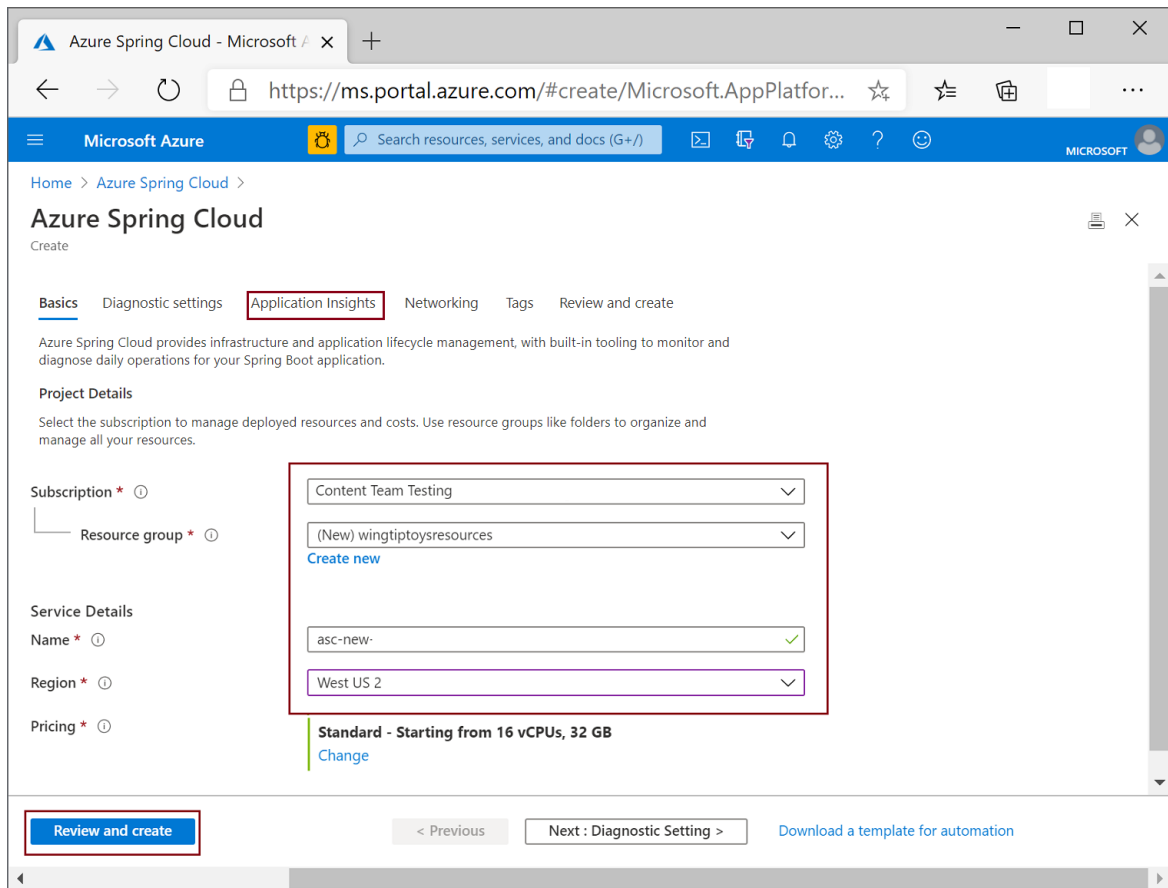 Azure Spring Cloud - Microsoft A
https://ms.portal.azure.com/#create/Microsoft.AppPlatfor...
Microsoft Azure
Search resources, services, and docs (G+/)
MICROSOFT
Home > Azure Spring Cloud >
Azure Spring Cloud
Create
Basics Diagnostic settings Application Insights Networking Tags Review and create
Azure Spring Cloud provides infrastructure and application lifecycle management, with built-in tooling to monitor and
diagnose daily operations for your Spring Boot application.
Project Details
Select the subscription to manage deployed resources and costs. Use resource groups like folders to organize and
manage all your resources.
Subscription * Content Team Testing
Resource group * (New) wingtiptoysresources
Create new
Service Details
Name * asc-new-
Region * West US 2
Pricing * Standard - Starting from 16 vCPUs, 32 GB
Change
Review and create < Previous Next : Diagnostic Setting > Download a template for automation